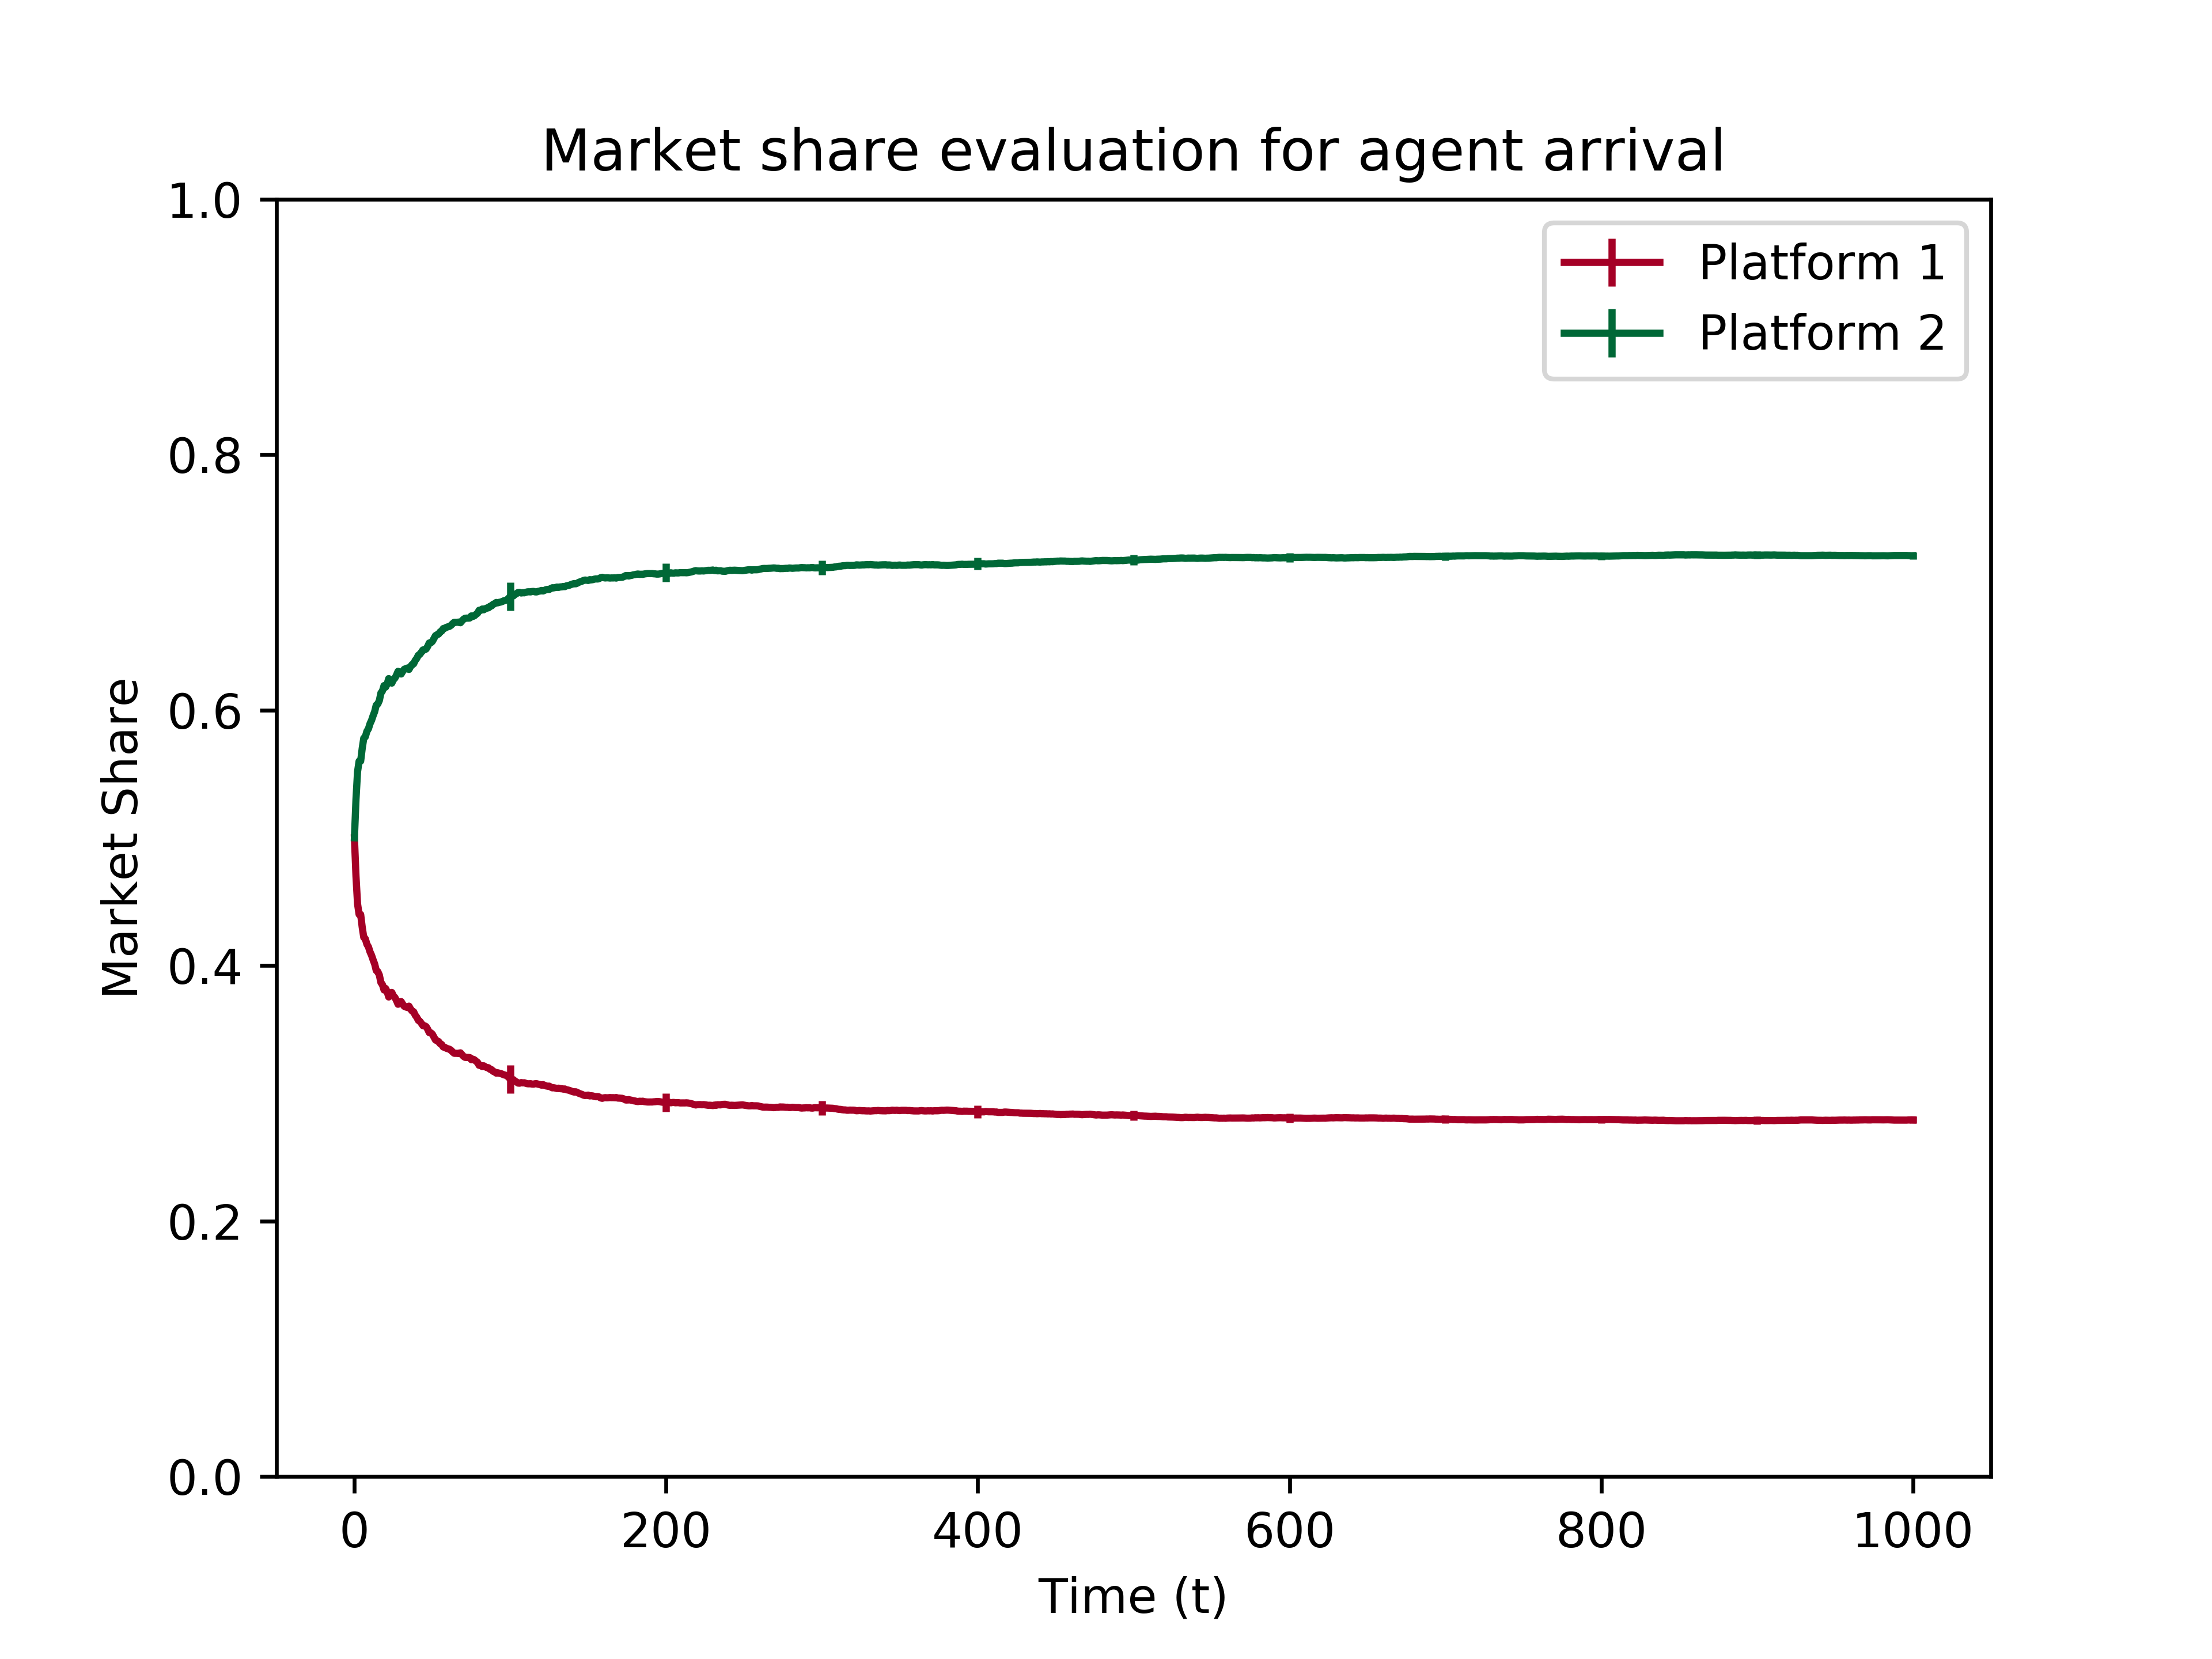 Market share evaluation for agent arrival
Platform 1
Platform 2
Market Share
1.0
0.8
0.6
0.4
0.2
0.0
0 200 400 600 800 1000
Time (t)